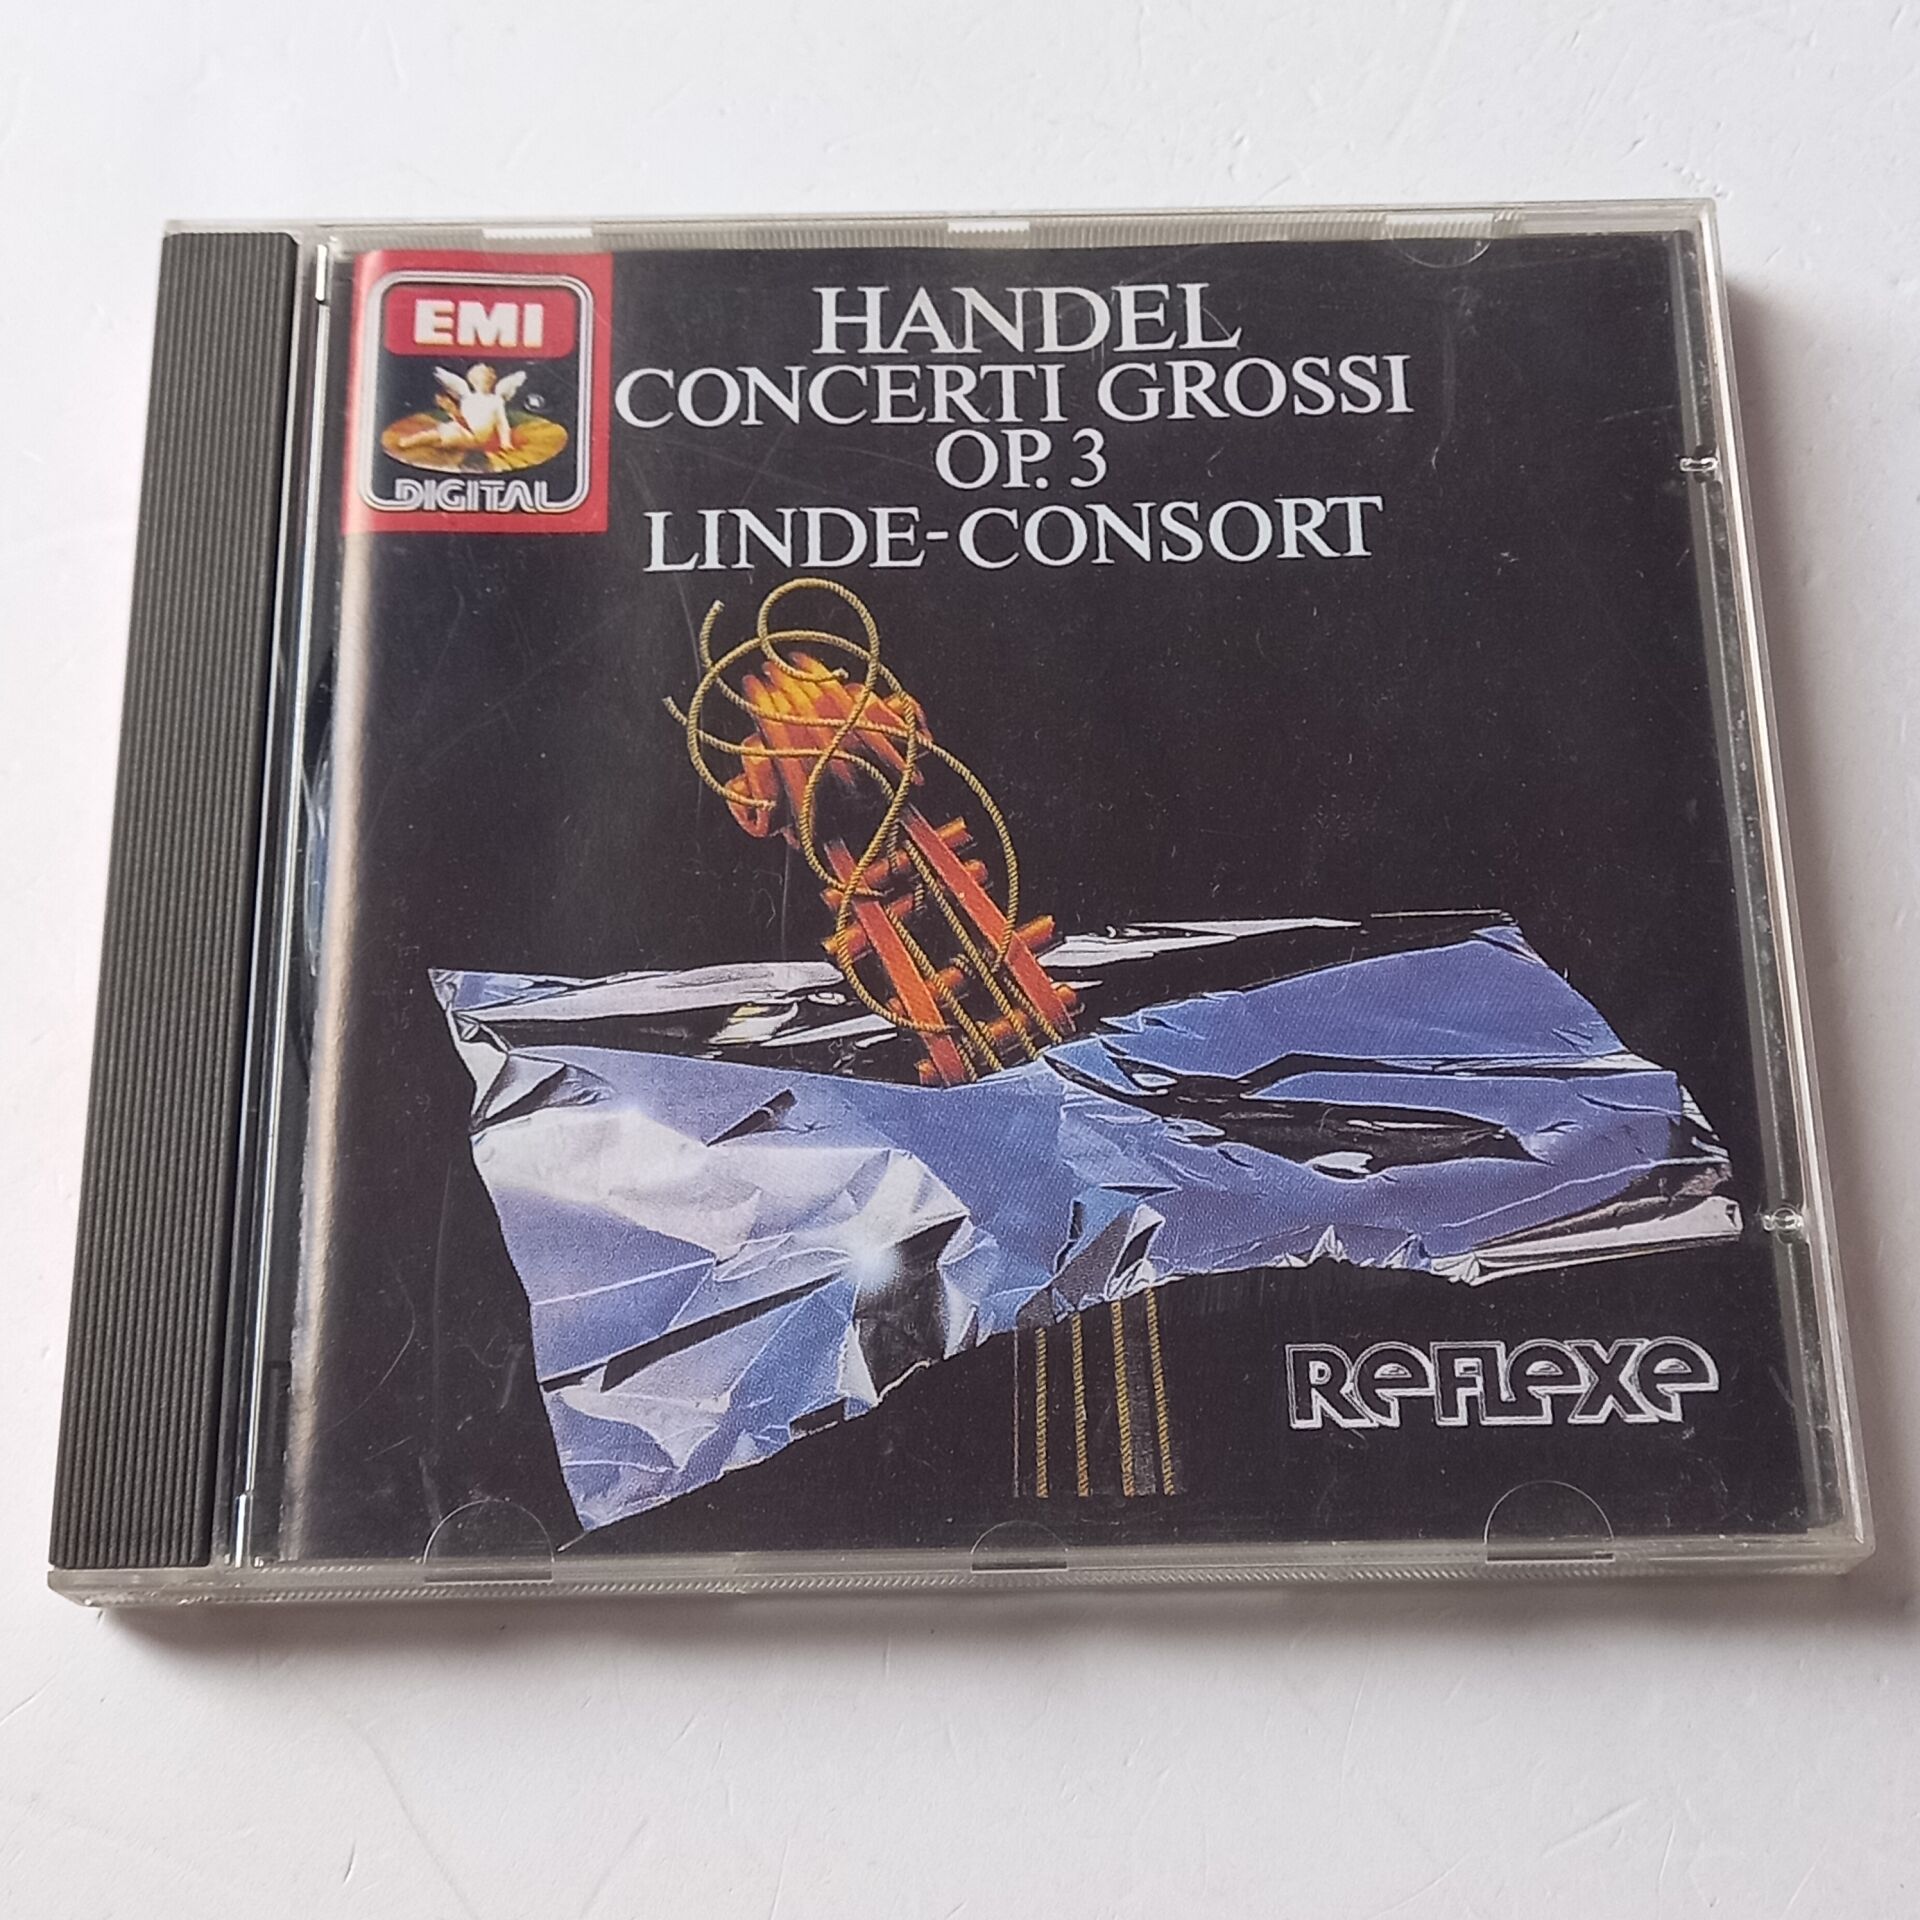 EMI
DIGITAL
HANDEL
CONCERTI GROSSI
OP. 3
LINDE-CONSORT
REFLEXE